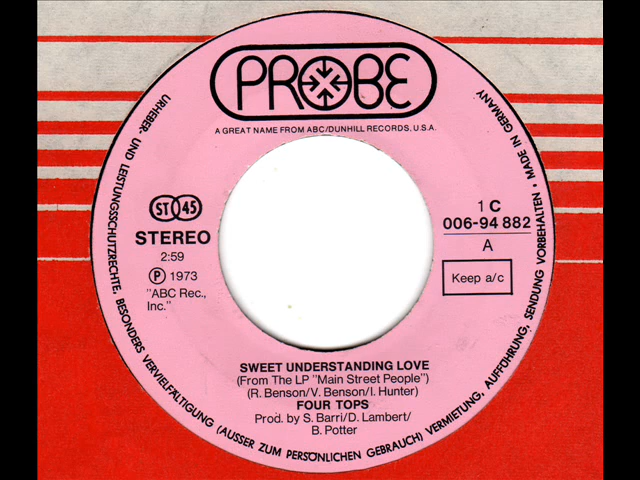 PROBE
A GREAT NAME FROM ABC/DUNHILL RECORDS, U.S.A.
URHEBER- UND LEISTUNGSSCHUTZRECHTE, BESONDERS VERVIELFÄLTIGUNG (AUSSER ZUM PERSÖNLICHEN GEBRAUCH) VERMIETUNG, AUFFÜHRUNG, SENDUNG VORBEHALTEN • MADE IN GERMANY
ST 45
STEREO
2:59
℗ 1973
"ABC Rec.,
Inc."
1 C
006-94 882
A
Keep a/c
SWEET UNDERSTANDING LOVE
(From The LP "Main Street People")
(R. Benson/V. Benson/I. Hunter)
FOUR TOPS
Prod. by S. Barri/D. Lambert/
B. Potter